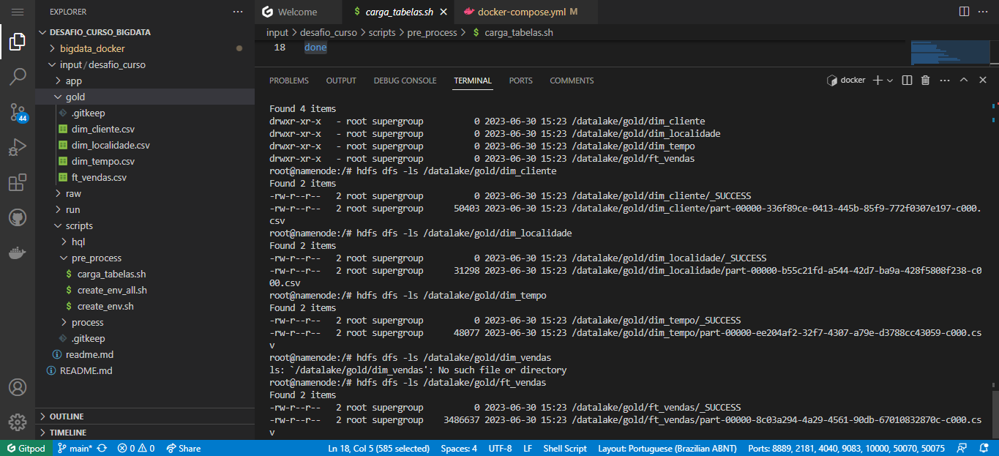 EXPLORER
DESAFIO_CURSO_BIGDATA
bigdata_docker
input / desafio_curso
app
gold
.gitkeep
dim_cliente.csv
dim_localidade.csv
dim_tempo.csv
ft_vendas.csv
raw
run
scripts
hql
pre_process
$ carga_tabelas.sh
$ create_env_all.sh
$ create_env.sh
process
.gitkeep
readme.md
README.md
OUTLINE
TIMELINE
44
Welcome
$ carga_tabelas.sh
docker-compose.yml M
input > desafio_curso > scripts > pre_process > $ carga_tabelas.sh
18 done
PROBLEMS OUTPUT DEBUG CONSOLE TERMINAL PORTS COMMENTS
docker
Found 4 items
drwxr-xr-x   - root supergroup          0 2023-06-30 15:23 /datalake/gold/dim_cliente
drwxr-xr-x   - root supergroup          0 2023-06-30 15:23 /datalake/gold/dim_localidade
drwxr-xr-x   - root supergroup          0 2023-06-30 15:23 /datalake/gold/dim_tempo
drwxr-xr-x   - root supergroup          0 2023-06-30 15:23 /datalake/gold/ft_vendas
root@namenode:/# hdfs dfs -ls /datalake/gold/dim_cliente
Found 2 items
-rw-r--r--   2 root supergroup          0 2023-06-30 15:23 /datalake/gold/dim_cliente/_SUCCESS
-rw-r--r--   2 root supergroup      50403 2023-06-30 15:23 /datalake/gold/dim_cliente/part-00000-336f89ce-0413-445b-85f9-772f0307e197-c000.
csv
root@namenode:/# hdfs dfs -ls /datalake/gold/dim_localidade
Found 2 items
-rw-r--r--   2 root supergroup          0 2023-06-30 15:23 /datalake/gold/dim_localidade/_SUCCESS
-rw-r--r--   2 root supergroup      31298 2023-06-30 15:23 /datalake/gold/dim_localidade/part-00000-b55c21fd-a544-42d7-ba9a-428f5808f238-c0
00.csv
root@namenode:/# hdfs dfs -ls /datalake/gold/dim_tempo
Found 2 items
-rw-r--r--   2 root supergroup          0 2023-06-30 15:23 /datalake/gold/dim_tempo/_SUCCESS
-rw-r--r--   2 root supergroup      48077 2023-06-30 15:23 /datalake/gold/dim_tempo/part-00000-ee204af2-32f7-4307-a79e-d3788cc43059-c000.cs
v
root@namenode:/# hdfs dfs -ls /datalake/gold/dim_vendas
ls: `/datalake/gold/dim_vendas': No such file or directory
root@namenode:/# hdfs dfs -ls /datalake/gold/ft_vendas
Found 2 items
-rw-r--r--   2 root supergroup          0 2023-06-30 15:23 /datalake/gold/ft_vendas/_SUCCESS
-rw-r--r--   2 root supergroup    3486637 2023-06-30 15:23 /datalake/gold/ft_vendas/part-00000-8c03a294-4a29-4561-90db-67010832870c-c000.cs
v
Gitpod main* 0 0 Share Ln 18, Col 5 (585 selected) Spaces: 4 UTF-8 LF Shell Script Layout: Portuguese (Brazilian ABNT) Ports: 8889, 2181, 4040, 9083, 10000, 50070, 50075